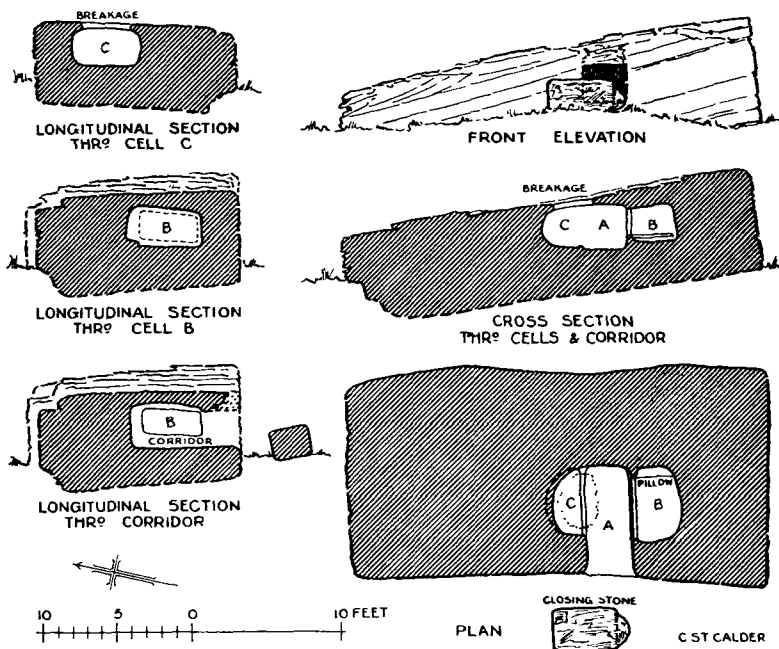 BREAKAGE
C
LONGITUDINAL SECTION
THRO CELL C
FRONT ELEVATION
B
LONGITUDINAL SECTION
THRO CELL B
BREAKAGE
C A B
CROSS SECTION
THRO CELLS & CORRIDOR
B
CORRIDOR
LONGITUDINAL SECTION
THRO CORRIDOR
C
A
PILLOW
B
10 5 0 10 FEET
PLAN
CLOSING STONE
C ST CALDER